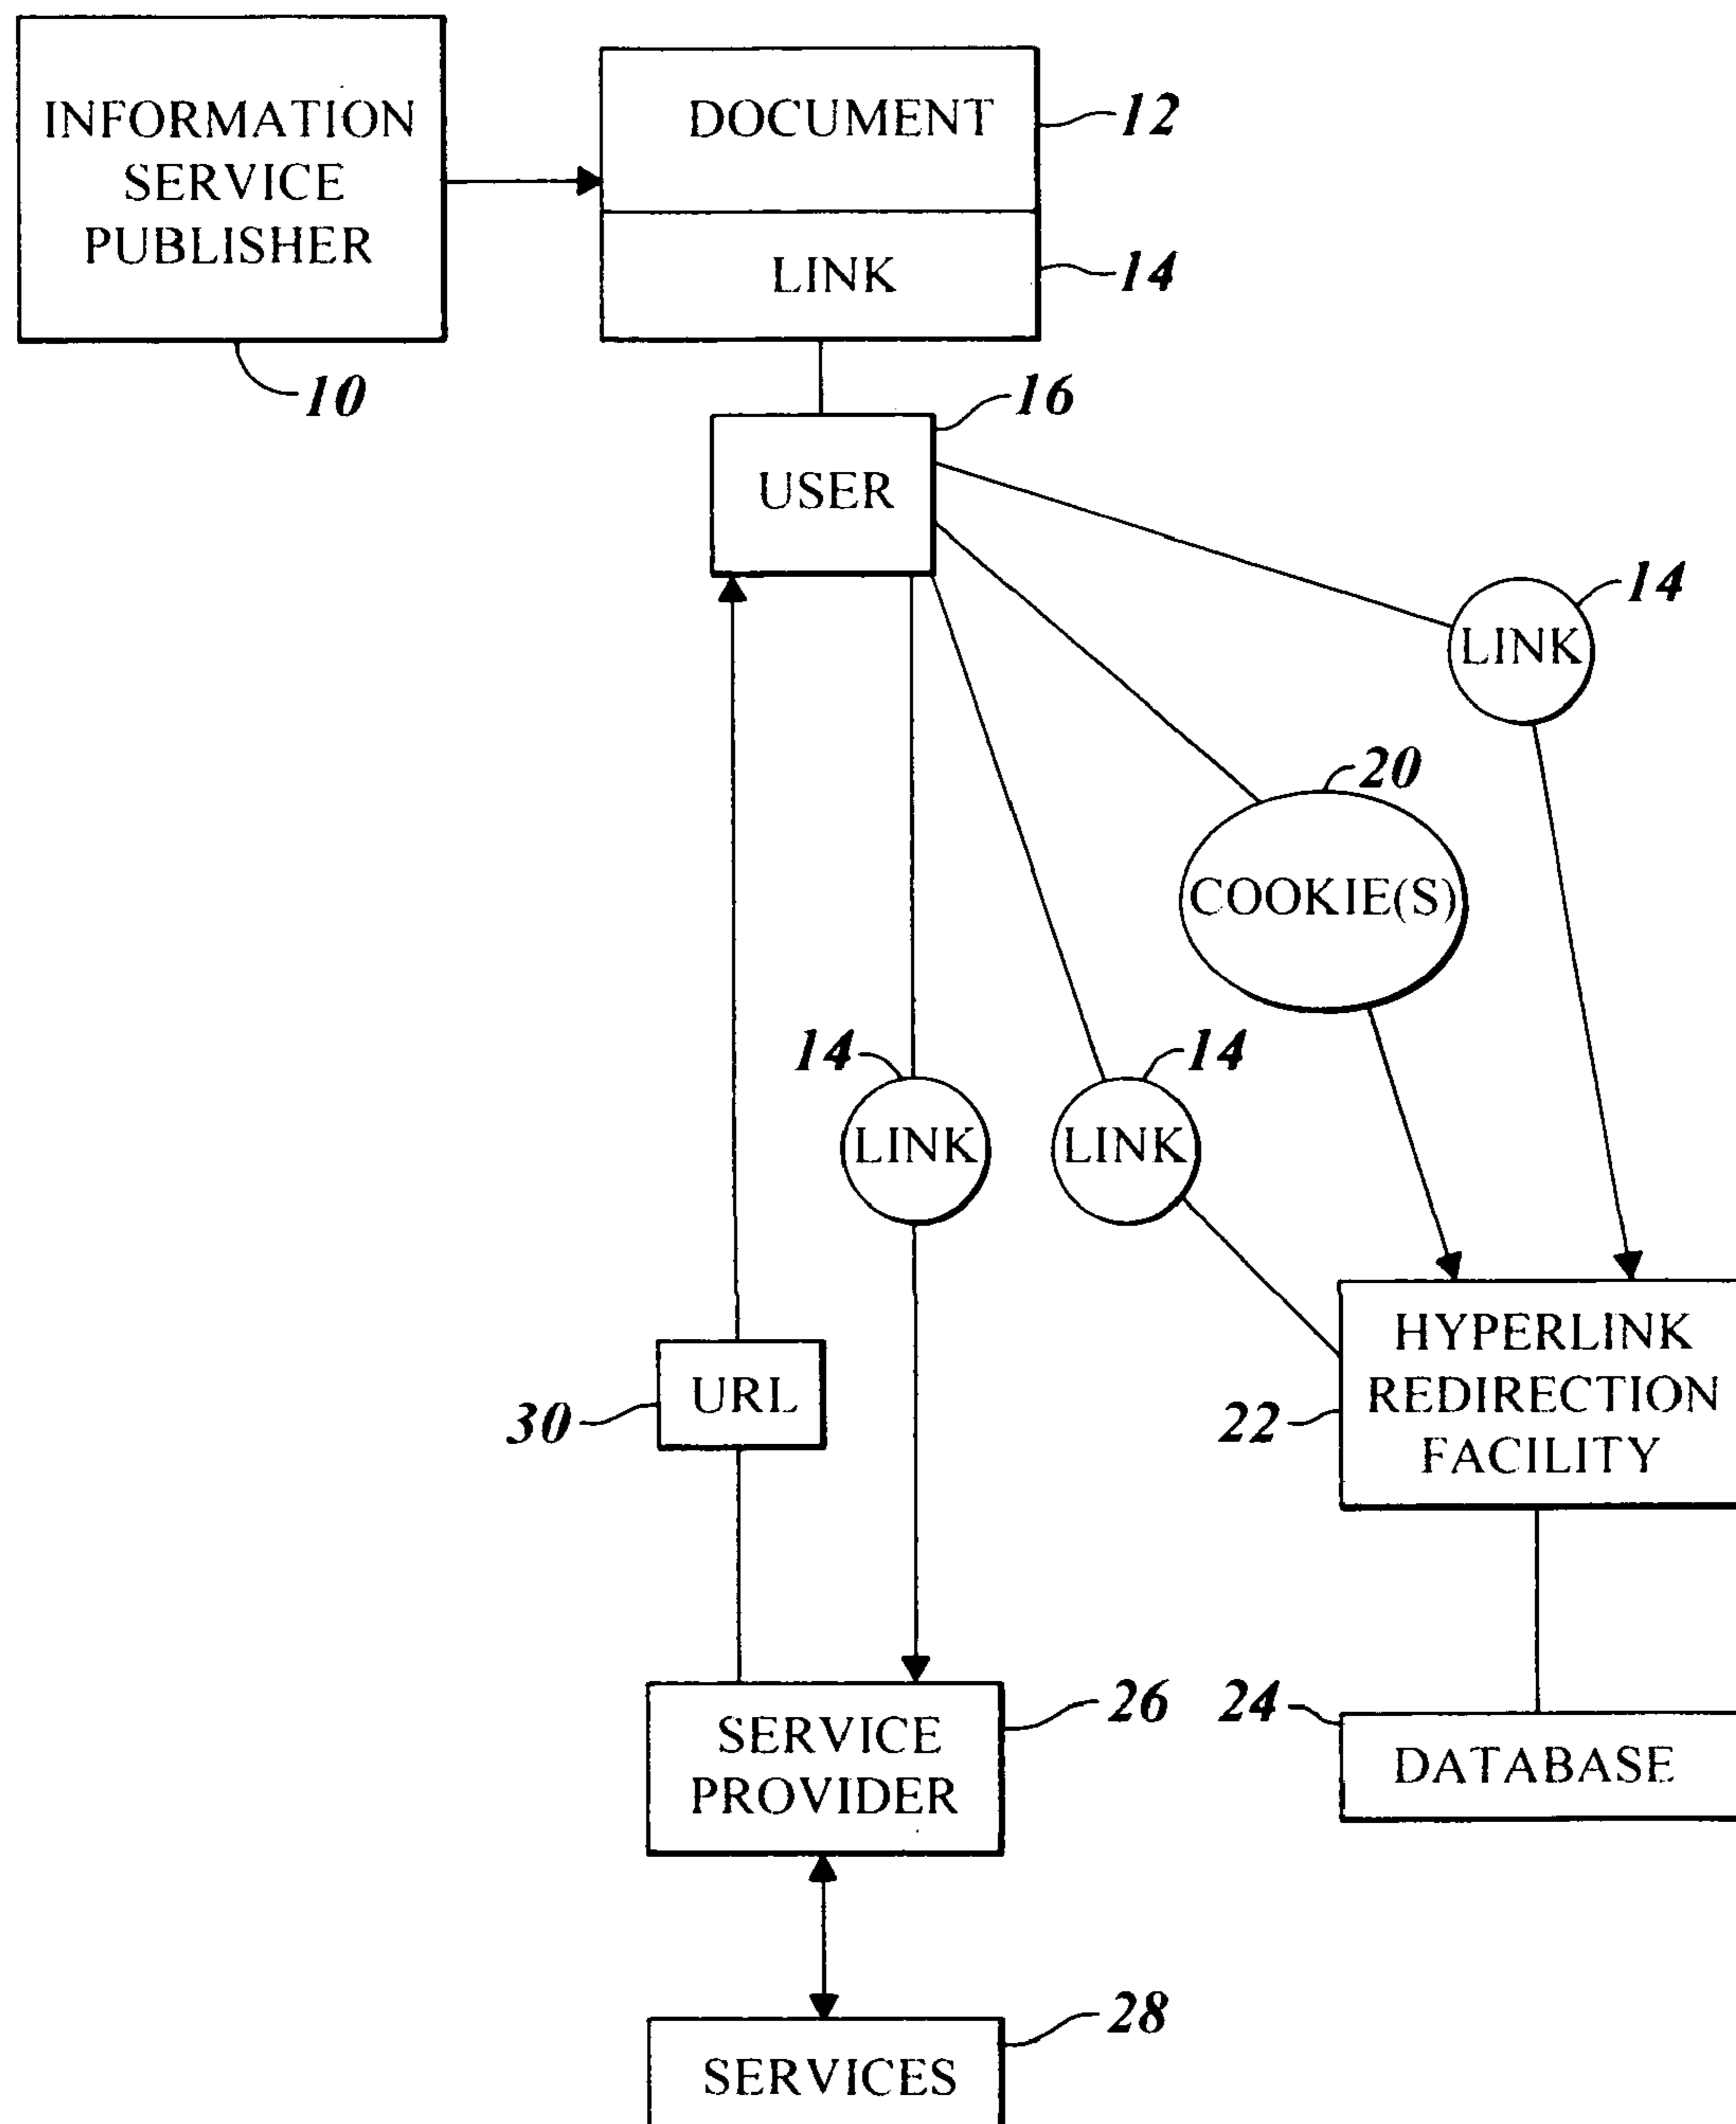 INFORMATION
SERVICE
PUBLISHER
10
DOCUMENT
12
LINK
14
USER
16
LINK
14
COOKIE(S)
20
LINK
14
LINK
14
URL
30
HYPERLINK
REDIRECTION
FACILITY
22
SERVICE
PROVIDER
26
DATABASE
24
SERVICES
28